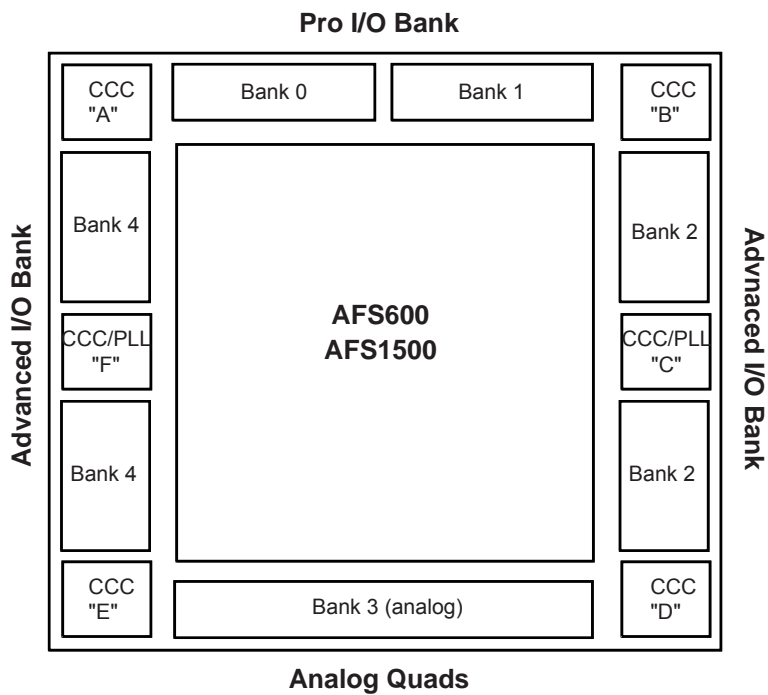 Pro I/O Bank
CCC
"A"
Bank 0
Bank 1
CCC
"B"
Bank 4
Bank 2
Advanced I/O Bank
Advnaced I/O Bank
AFS600
AFS1500
CCC/PLL
"F"
CCC/PLL
"C"
Bank 4
Bank 2
CCC
"E"
Bank 3 (analog)
CCC
"D"
Analog Quads